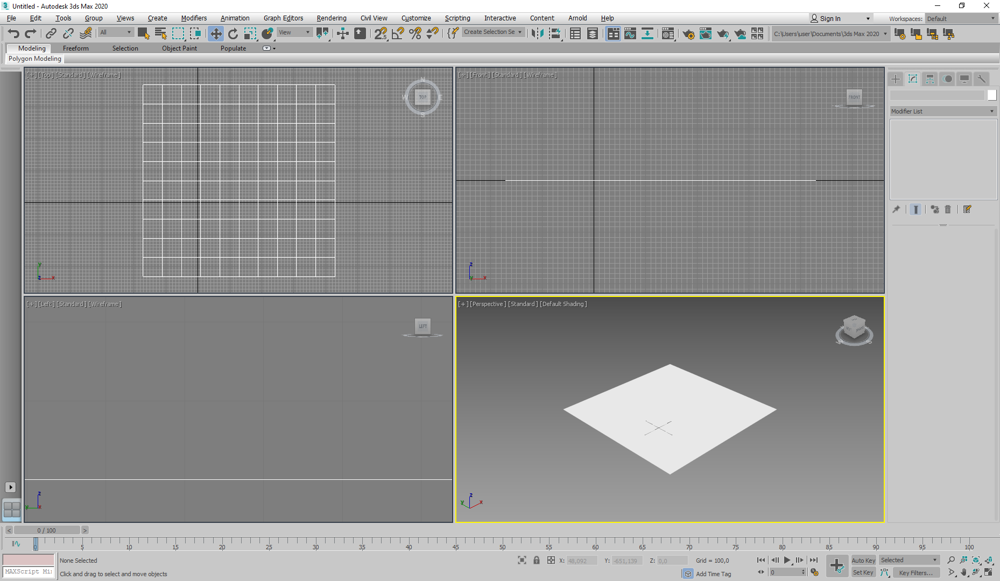 Untitled - Autodesk 3ds Max 2020
File Edit Tools Group Views Create Modifiers Animation Graph Editors Rendering Civil View Customize Scripting Interactive Content Arnold Help Sign In Workspaces: Default
All View Create Selection Se C:\Users\user\Documents\3ds Max 2020
Modeling Freeform Selection Object Paint Populate
Polygon Modeling
[+] [Top] [Standard] [Wireframe]
N
W TOP E
S
y
z x
[+] [Front] [Standard] [Wireframe]
FRONT
z
y x
Modifier List
[+] [Left] [Standard] [Wireframe]
LEFT
z
y x
[+] [Perspective] [Standard] [Default Shading]
z
y x
< 0 / 100 >
0 5 10 15 20 25 30 35 40 45 50 55 60 65 70 75 80 85 90 95 100
None Selected X: 48,092 Y: -651,139 Z: 0,0 Grid = 100,0 Auto Key Selected
MAXScript Mi Click and drag to select and move objects Add Time Tag 0 Set Key Key Filters...